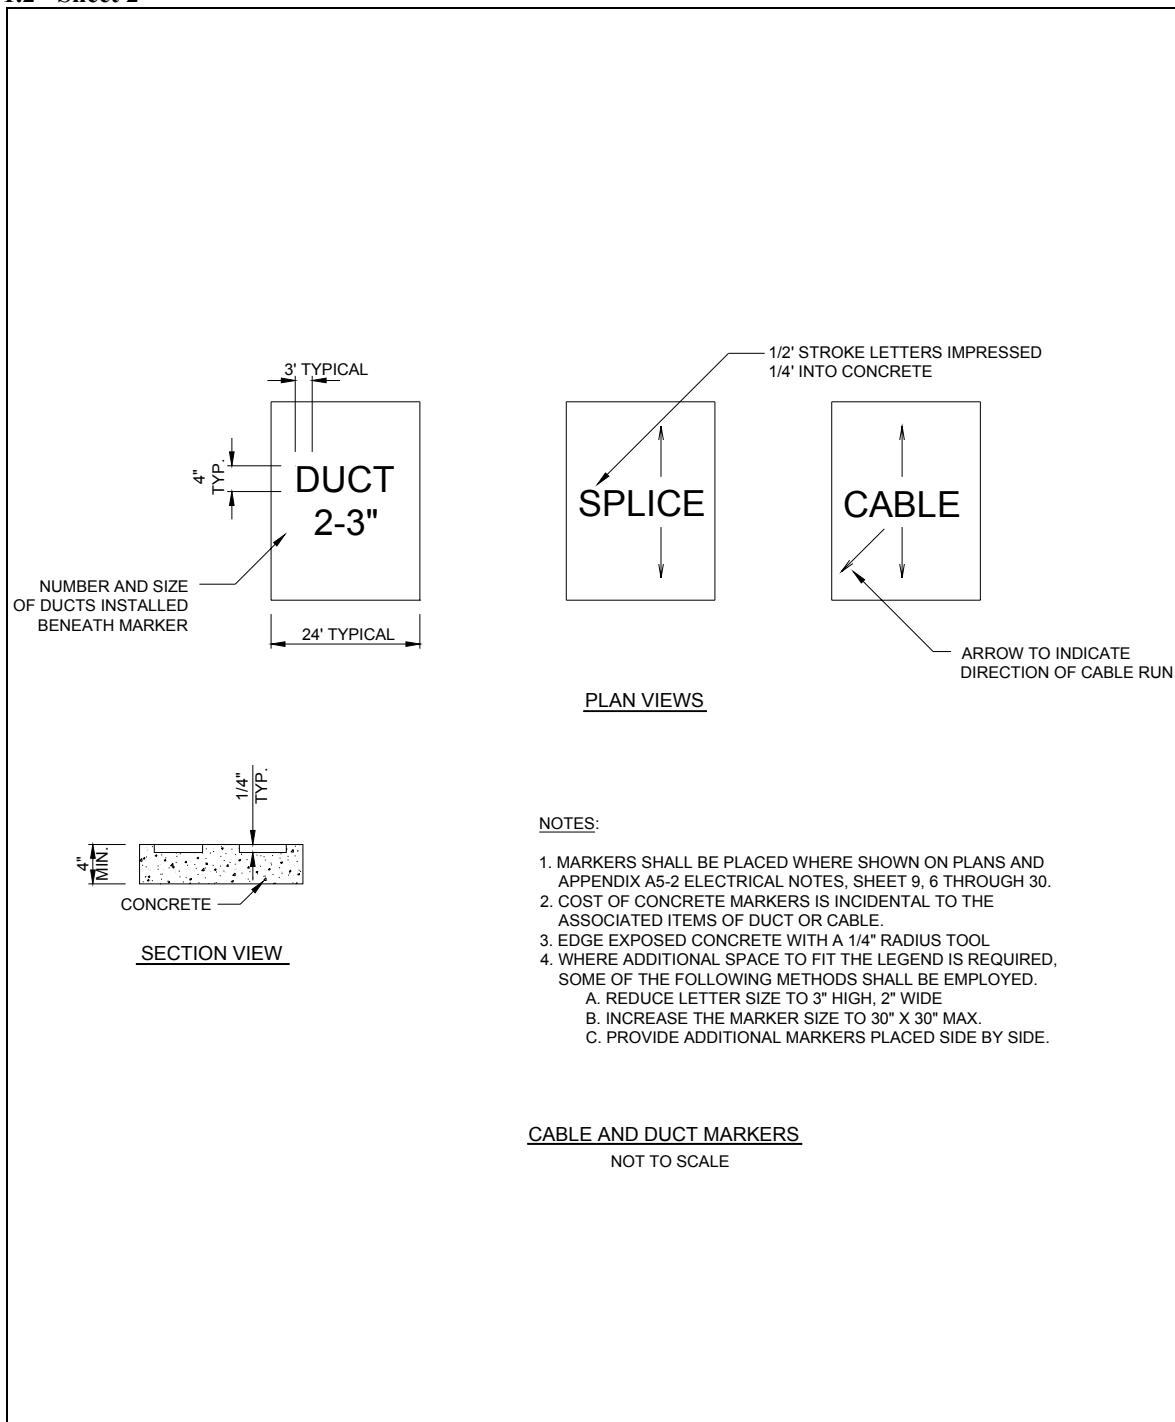 3' TYPICAL
4"
TYP.
DUCT
2-3"
NUMBER AND SIZE
OF DUCTS INSTALLED
BENEATH MARKER
24' TYPICAL
1/2' STROKE LETTERS IMPRESSED
1/4' INTO CONCRETE
SPLICE
CABLE
ARROW TO INDICATE
DIRECTION OF CABLE RUN
PLAN VIEWS
1/4"
TYP.
4"
MIN.
CONCRETE
SECTION VIEW
NOTES:
1. MARKERS SHALL BE PLACED WHERE SHOWN ON PLANS AND
APPENDIX A5-2 ELECTRICAL NOTES, SHEET 9, 6 THROUGH 30.
2. COST OF CONCRETE MARKERS IS INCIDENTAL TO THE
ASSOCIATED ITEMS OF DUCT OR CABLE.
3. EDGE EXPOSED CONCRETE WITH A 1/4" RADIUS TOOL
4. WHERE ADDITIONAL SPACE TO FIT THE LEGEND IS REQUIRED,
SOME OF THE FOLLOWING METHODS SHALL BE EMPLOYED.
A. REDUCE LETTER SIZE TO 3" HIGH, 2" WIDE
B. INCREASE THE MARKER SIZE TO 30" X 30" MAX.
C. PROVIDE ADDITIONAL MARKERS PLACED SIDE BY SIDE.
CABLE AND DUCT MARKERS
NOT TO SCALE